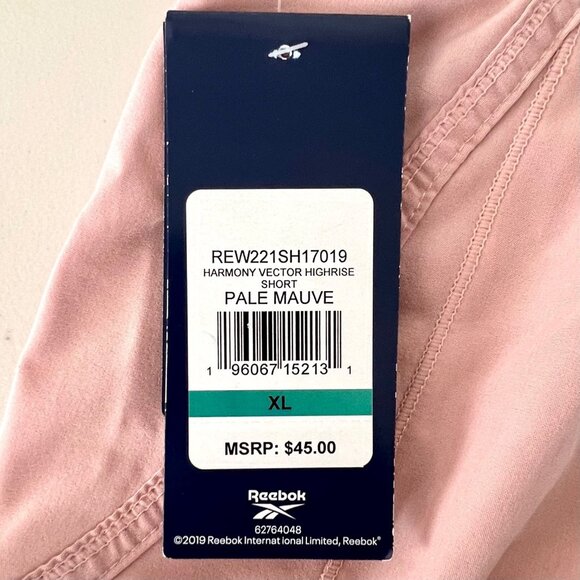 REW221SH17019
HARMONY VECTOR HIGHRISE
SHORT
PALE MAUVE
1 96067 15213 1
XL
MSRP: $45.00
Reebok
62764048
©2019 Reebok International Limited, Reebok®